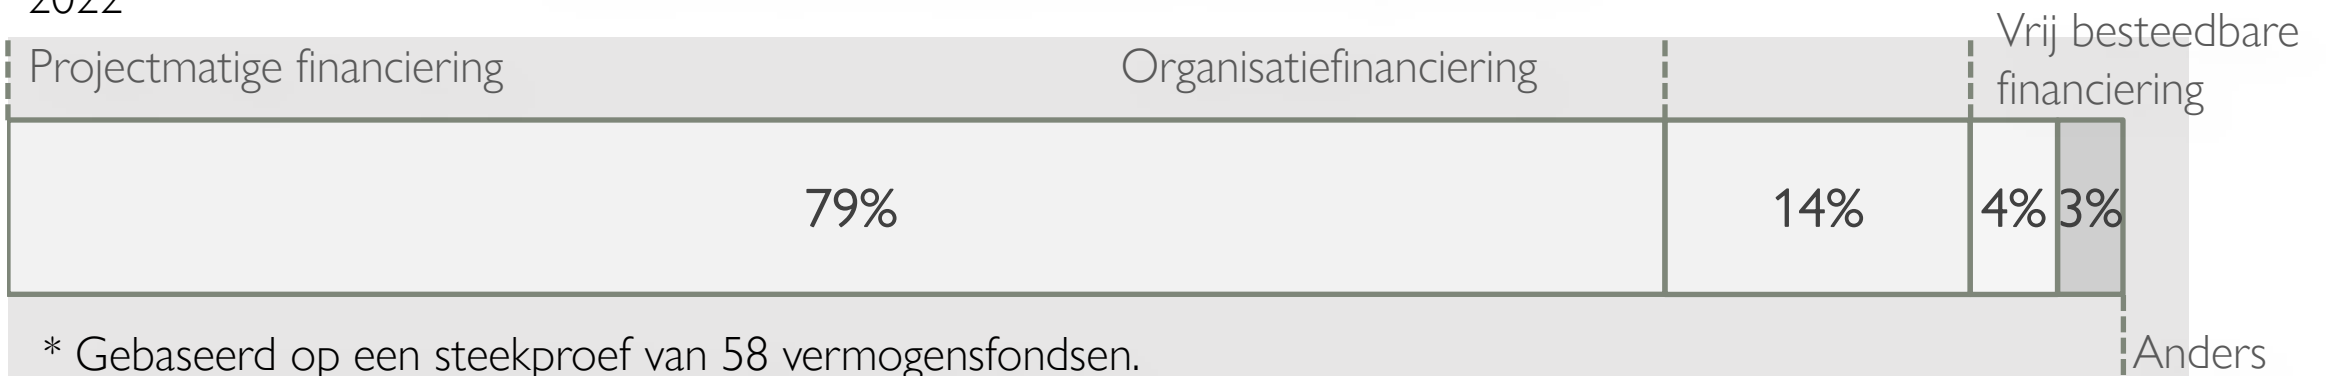 2022
Vrij besteedbare
Projectmatige financiering Organisatiefinanciering
financiering
79% 14% 4% 3%
* Gebaseerd op een steekproef van 58 vermogensfondsen.
Anders